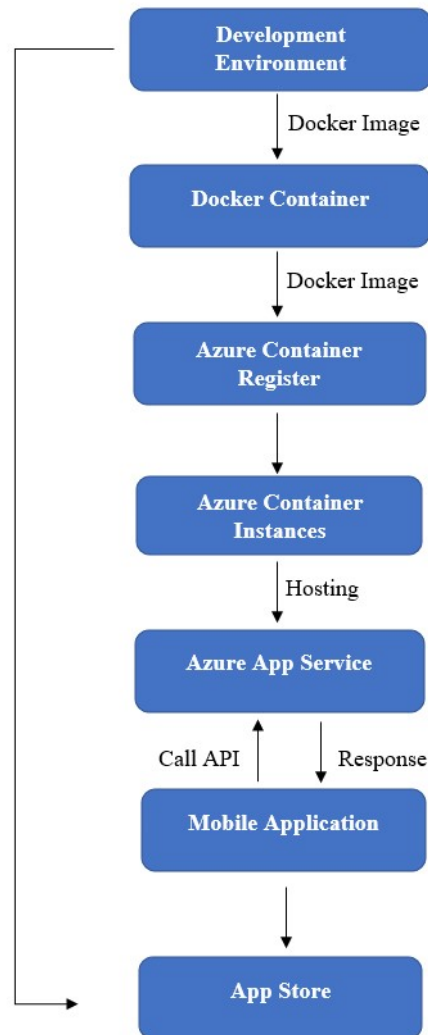 Development
Environment
Docker Image
Docker Container
Docker Image
Azure Container
Register
Azure Container
Instances
Hosting
Azure App Service
Call API
Response
Mobile Application
App Store